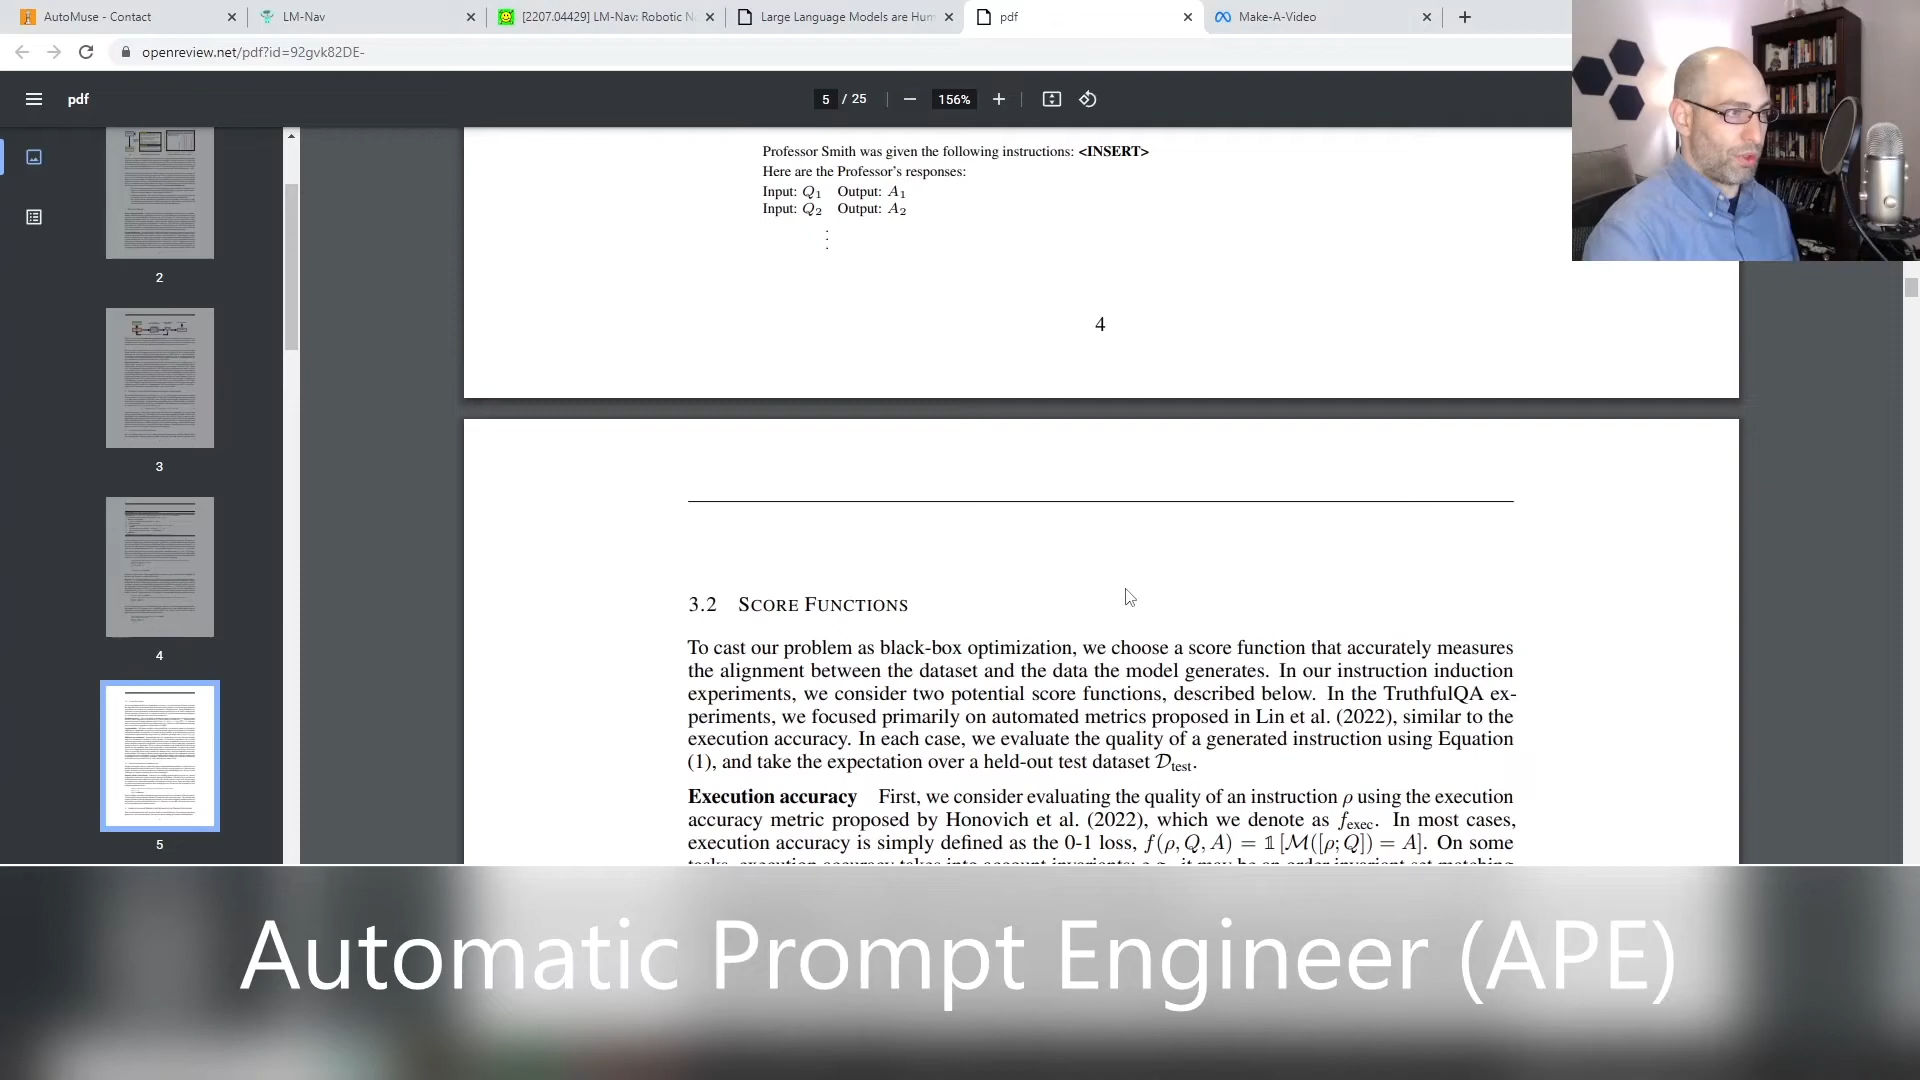 AutoMuse - Contact
LM-Nav
[2207.04429] LM-Nav: Robotic N
Large Language Models are Hum
pdf
Make-A-Video
openreview.net/pdf?id=92gvk82DE-
pdf
5 / 25
156%
2
3
4
5
Professor Smith was given the following instructions: <INSERT>
Here are the Professor's responses:
Input: Q₁ Output: A₁
Input: Q₂ Output: A₂
⋮
4
3.2 SCORE FUNCTIONS
To cast our problem as black-box optimization, we choose a score function that accurately measures
the alignment between the dataset and the data the model generates. In our instruction induction
experiments, we consider two potential score functions, described below. In the TruthfulQA ex-
periments, we focused primarily on automated metrics proposed in Lin et al. (2022), similar to the
execution accuracy. In each case, we evaluate the quality of a generated instruction using Equation
(1), and take the expectation over a held-out test dataset 𝒟test.
Execution accuracy First, we consider evaluating the quality of an instruction ρ using the execution
accuracy metric proposed by Honovich et al. (2022), which we denote as fexec. In most cases,
execution accuracy is simply defined as the 0-1 loss, f(ρ, Q, A) = 𝟙 [ℳ([ρ; Q]) = A]. On some
Automatic Prompt Engineer (APE)